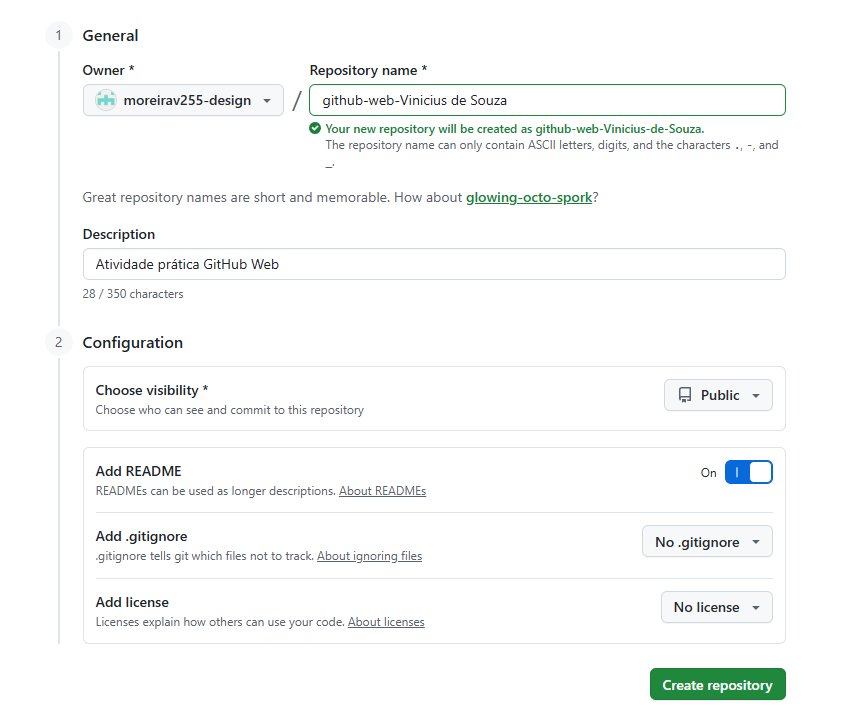 1 General
Owner * Repository name *
moreirav255-design / github-web-Vinicius de Souza
Your new repository will be created as github-web-Vinicius-de-Souza.
The repository name can only contain ASCII letters, digits, and the characters ., -, and
_.
Great repository names are short and memorable. How about glowing-octo-spork?
Description
Atividade prática GitHub Web
28 / 350 characters
2 Configuration
Choose visibility *
Choose who can see and commit to this repository
Public
Add README
READMEs can be used as longer descriptions. About READMEs
On
Add .gitignore
.gitignore tells git which files not to track. About ignoring files
No .gitignore
Add license
Licenses explain how others can use your code. About licenses
No license
Create repository